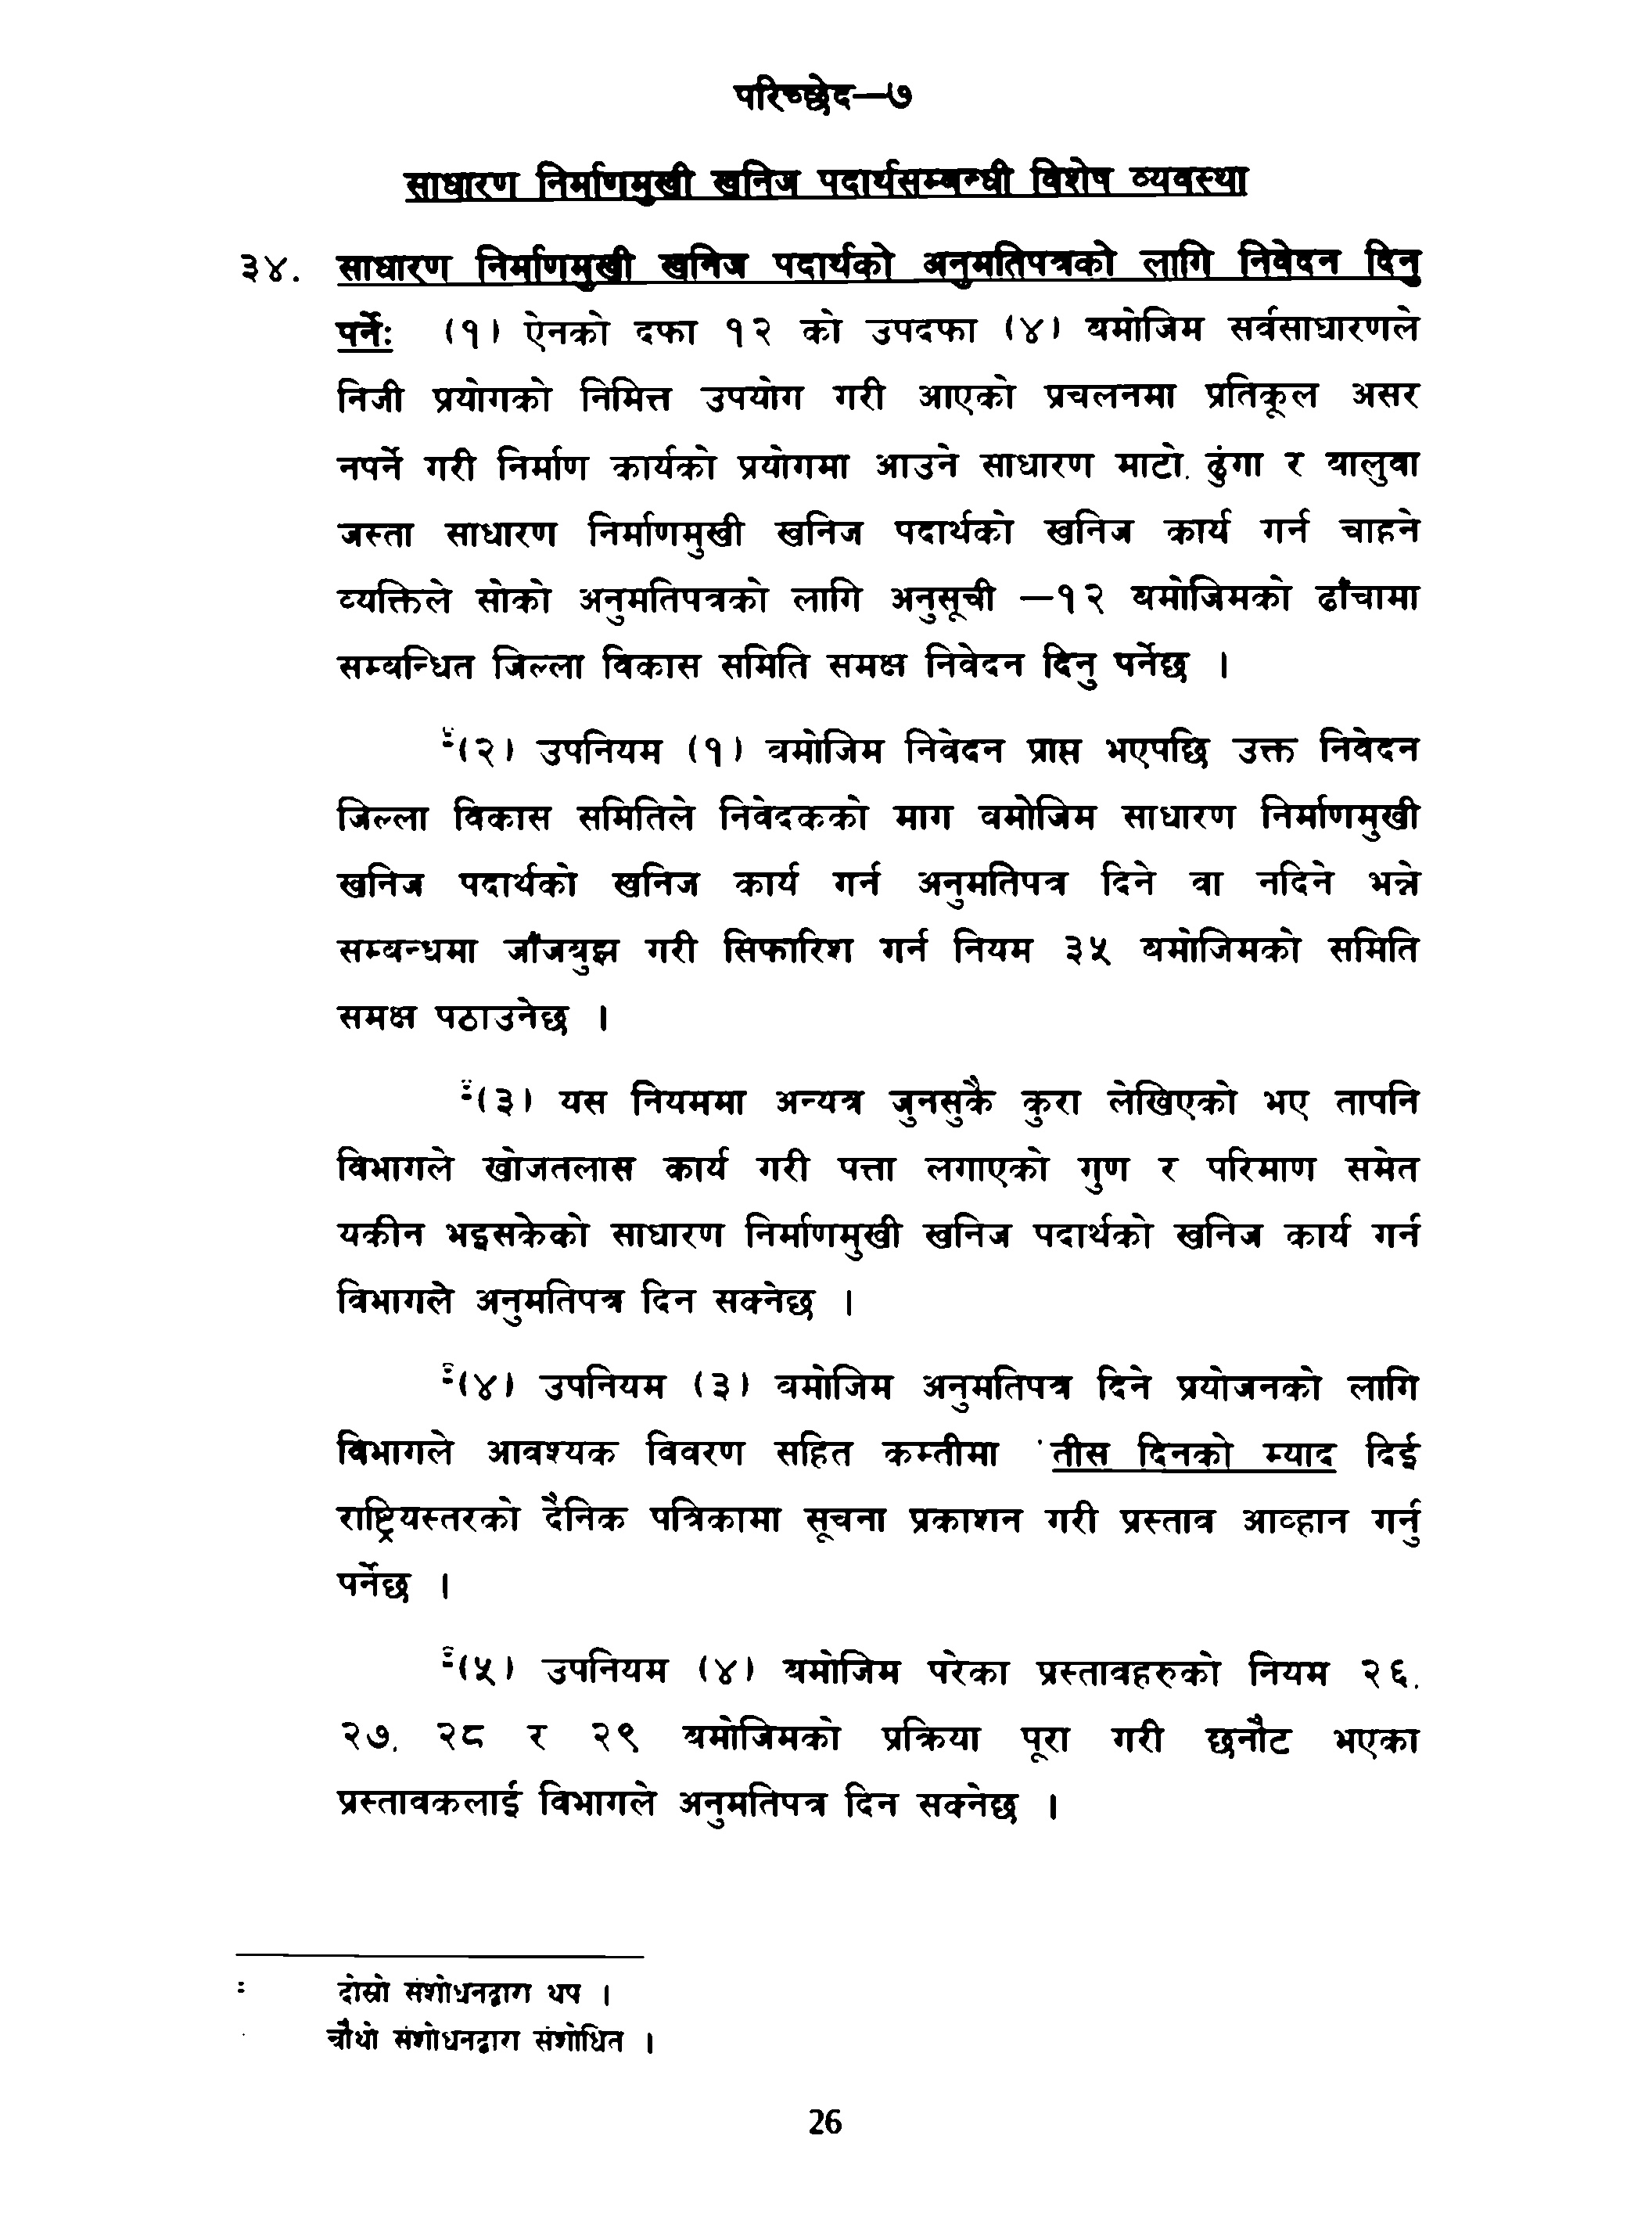 परिच्छेद—७
साधारण निर्माणमुखी खनिज पदार्थसम्बन्धी विशेष व्यवस्था
३४. साधारण निर्माणमुखी खनिज पदार्थको अनुमतिपत्रको लागि निवेदन दिनु
पर्नेः (१) ऐनको दफा १२ को उपदफा (४) बमोजिम सर्वसाधारणले
निजी प्रयोगको निमित्त उपयोग गरी आएको प्रचलनमा प्रतिकूल असर
नपर्ने गरी निर्माण कार्यको प्रयोगमा आउने साधारण माटो, ढुंगा र बालुवा
जस्ता साधारण निर्माणमुखी खनिज पदार्थको खनिज कार्य गर्न चाहने
व्यक्तिले सोको अनुमतिपत्रको लागि अनुसूची —१२ बमोजिमको ढाँचामा
सम्बन्धित जिल्ला विकास समिति समक्ष निवेदन दिनु पर्नेछ ।
(२) उपनियम (१) बमोजिम निवेदन प्राप्त भएपछि उक्त निवेदन
जिल्ला विकास समितिले निवेदकको माग बमोजिम साधारण निर्माणमुखी
खनिज पदार्थको खनिज कार्य गर्न अनुमतिपत्र दिने वा नदिने भन्ने
सम्बन्धमा जाँजबुझ गरी सिफारिश गर्न नियम ३५ बमोजिमको समिति
समक्ष पठाउनेछ ।
(३) यस नियममा अन्यत्र जुनसुकै कुरा लेखिएको भए तापनि
विभागले खोजतलास कार्य गरी पत्ता लगाएको गुण र परिमाण समेत
यकीन भइसकेको साधारण निर्माणमुखी खनिज पदार्थको खनिज कार्य गर्न
विभागले अनुमतिपत्र दिन सक्नेछ ।
(४) उपनियम (३) बमोजिम अनुमतिपत्र दिने प्रयोजनको लागि
विभागले आवश्यक विवरण सहित कम्तीमा तीस दिनको म्याद दिई
राष्ट्रियस्तरको दैनिक पत्रिकामा सूचना प्रकाशन गरी प्रस्ताव आव्हान गर्नु
पर्नेछ ।
(५) उपनियम (४) बमोजिम परेका प्रस्तावहरुको नियम २६,
२७, २८ र २९ बमोजिमको प्रक्रिया पूरा गरी छनौट भएका
प्रस्तावकलाई विभागले अनुमतिपत्र दिन सक्नेछ ।
दोस्रो संशोधनद्वारा थप ।
चौथो संशोधनद्वारा संशोधित ।
26